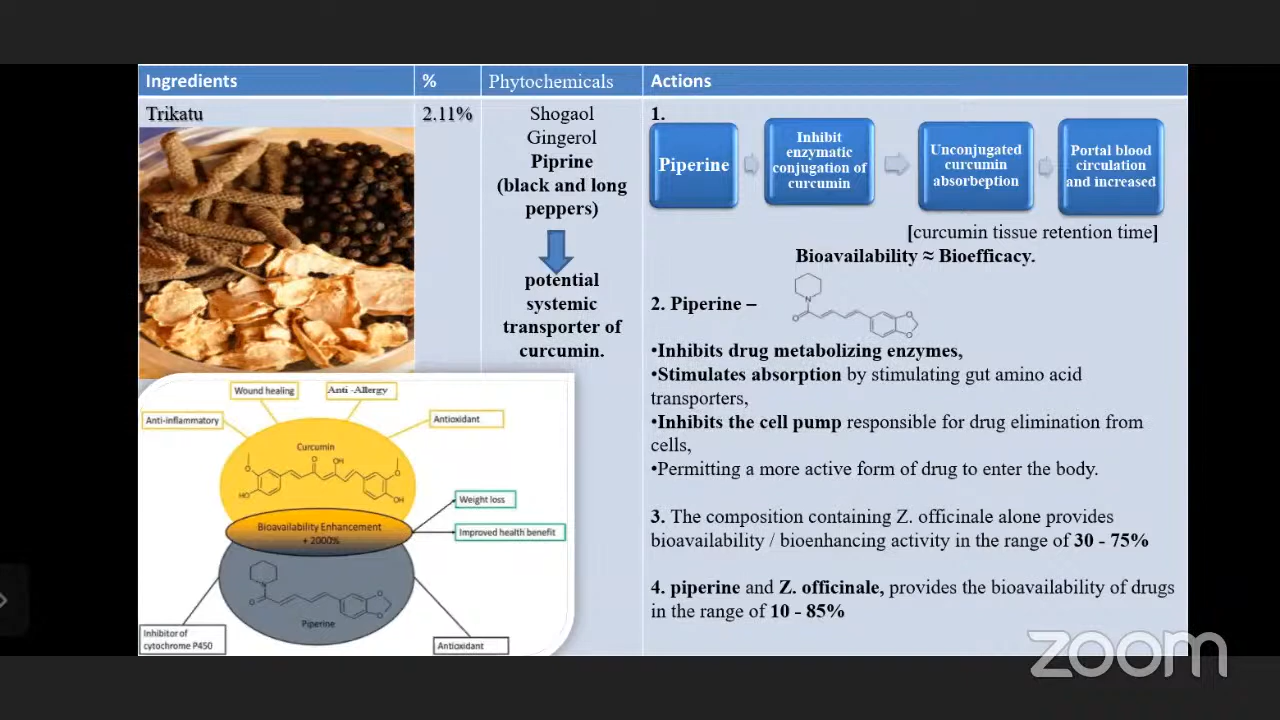 Ingredients
%
Phytochemicals
Actions
Trikatu
2.11%
Shogaol
Gingerol
Piprine
(black and long
peppers)
potential
systemic
transporter of
curcumin.
1.
Piperine
Inhibit
enzymatic
conjugation of
curcumin
Unconjugated
curcumin
absorbeption
Portal blood
circulation
and increased
[curcumin tissue retention time]
Bioavailability ≈ Bioefficacy.
2. Piperine –
N
O
O
O
•Inhibits drug metabolizing enzymes,
•Stimulates absorption by stimulating gut amino acid
transporters,
•Inhibits the cell pump responsible for drug elimination from
cells,
•Permitting a more active form of drug to enter the body.
3. The composition containing Z. officinale alone provides
bioavailability / bioenhancing activity in the range of 30 - 75%
4. piperine and Z. officinale, provides the bioavailability of drugs
in the range of 10 - 85%
Wound healing
Anti -Allergy
Anti-inflammatory
Antioxidant
Curcumin
O
OH
O
O
HO
OH
Bioavailability Enhancement
+ 2000%
Weight loss
Improved health benefit
N
O
O
O
Piperine
Inhibitor of
cytochrome P450
Antioxidant
zoom